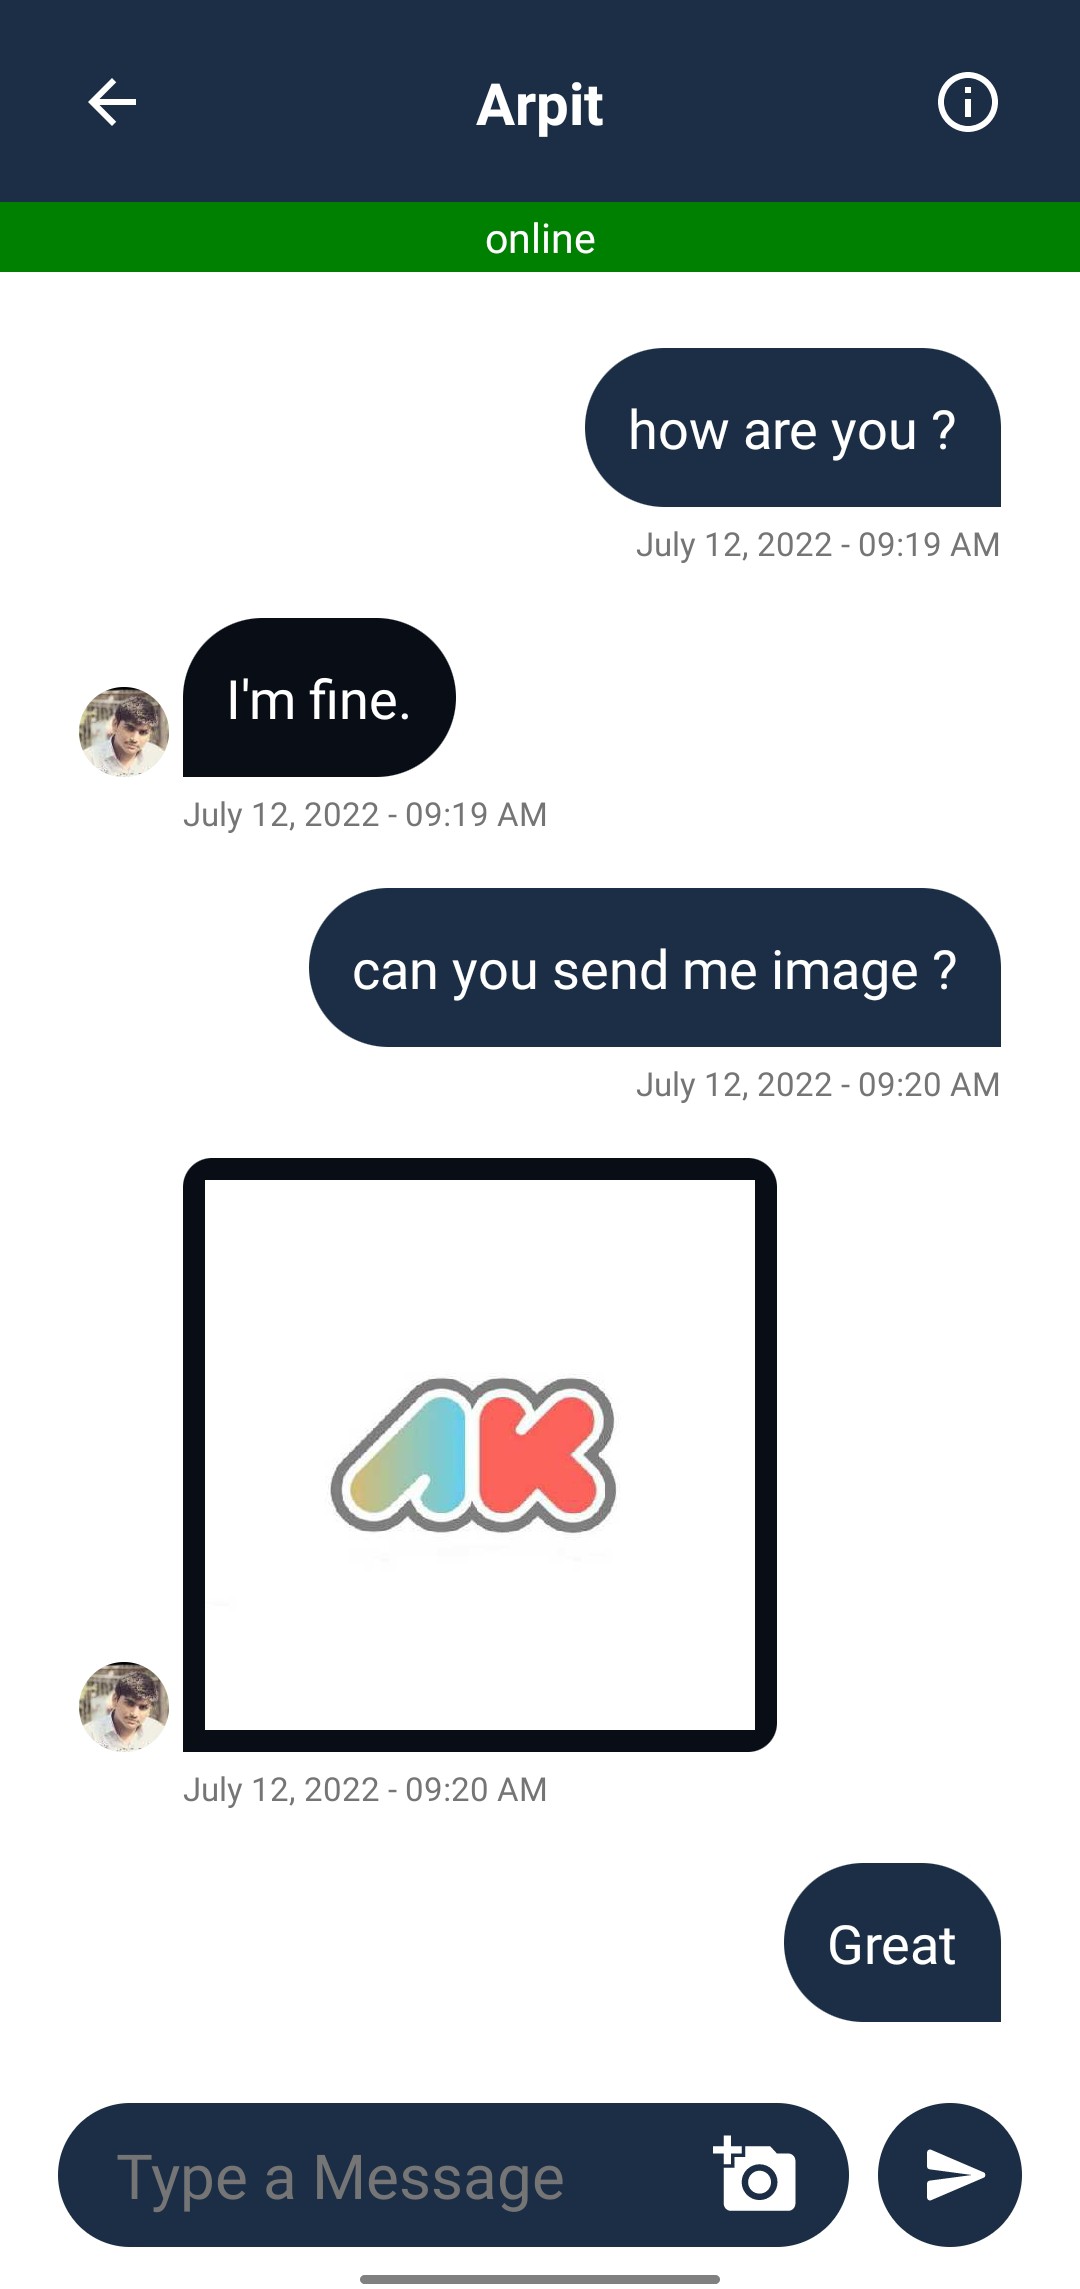 Arpit
online
how are you ?
July 12, 2022 - 09:19 AM
I'm fine.
July 12, 2022 - 09:19 AM
can you send me image ?
July 12, 2022 - 09:20 AM
AK
July 12, 2022 - 09:20 AM
Great
Type a Message